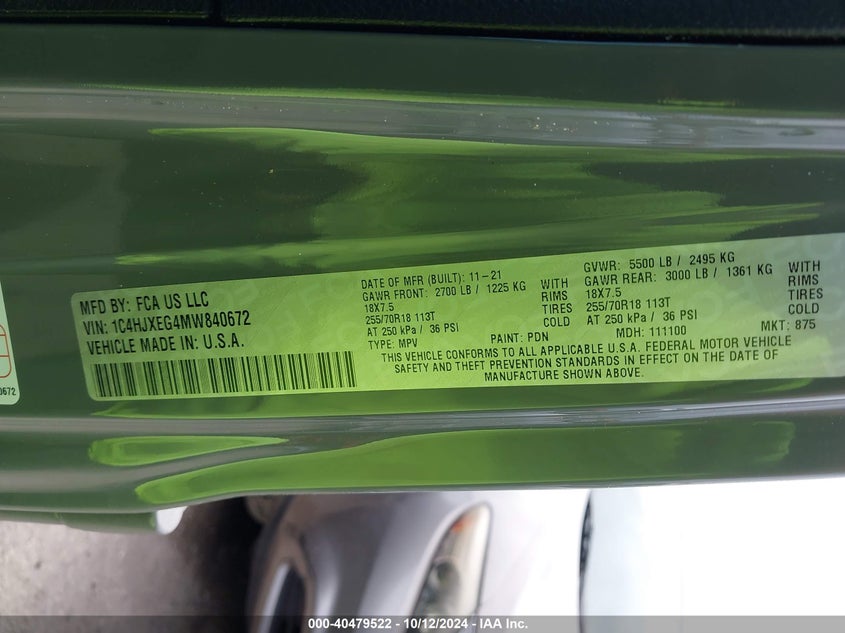 MFD BY: FCA US LLC
VIN: 1C4HJXEG4MW840672
VEHICLE MADE IN: U.S.A.
DATE OF MFR (BUILT): 11-21
GAWR FRONT: 2700 LB / 1225 KG WITH
18X7.5 RIMS
255/70R18 113T TIRES
AT 250 kPa / 36 PSI COLD
TYPE: MPV
GVWR: 5500 LB / 2495 KG
GAWR REAR: 3000 LB / 1361 KG WITH
18X7.5 RIMS
255/70R18 113T TIRES
AT 250 kPa / 36 PSI COLD
PAINT: PDN MDH: 111100 MKT: 875
THIS VEHICLE CONFORMS TO ALL APPLICABLE U.S.A. FEDERAL MOTOR VEHICLE
SAFETY AND THEFT PREVENTION STANDARDS IN EFFECT ON THE DATE OF
MANUFACTURE SHOWN ABOVE.
0672
000-40479522 - 10/12/2024 - IAA Inc.